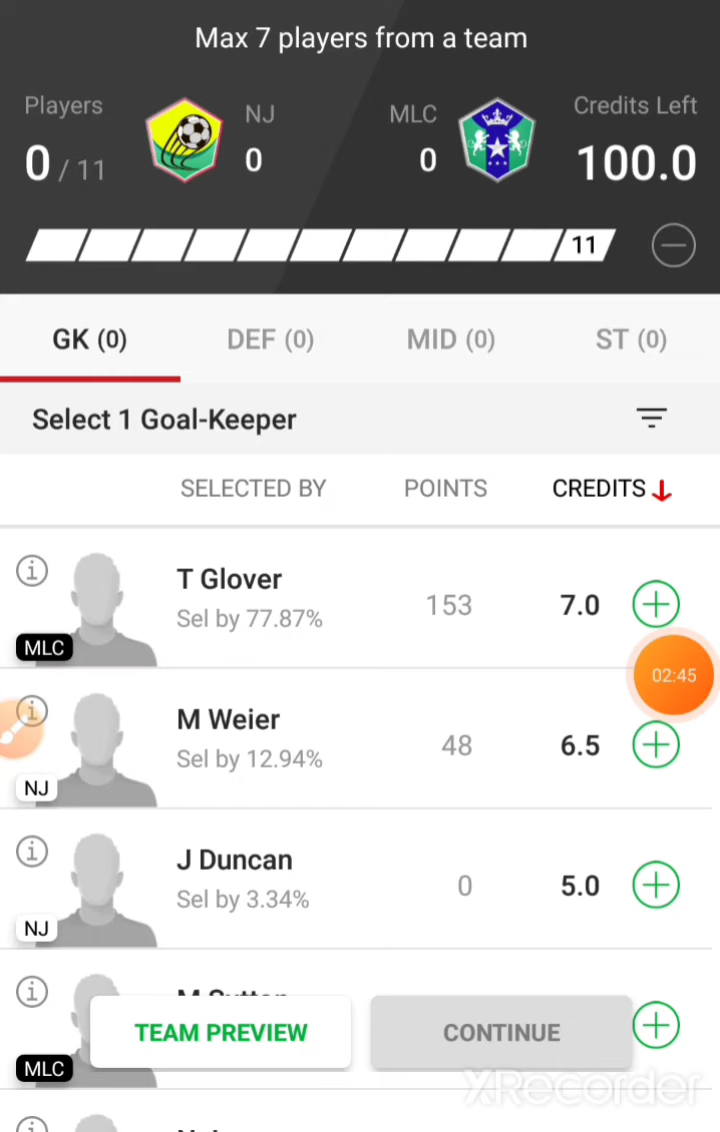 Max 7 players from a team
Players NJ MLC Credits Left
0 / 11 0 0 100.0
11
GK (0) DEF (0) MID (0) ST (0)
Select 1 Goal-Keeper
SELECTED BY POINTS CREDITS
T Glover
Sel by 77.87% 153 7.0
MLC
02:45
M Weier
Sel by 12.94% 48 6.5
NJ
J Duncan
Sel by 3.34% 0 5.0
NJ
TEAM PREVIEW CONTINUE
MLC
XRecorder